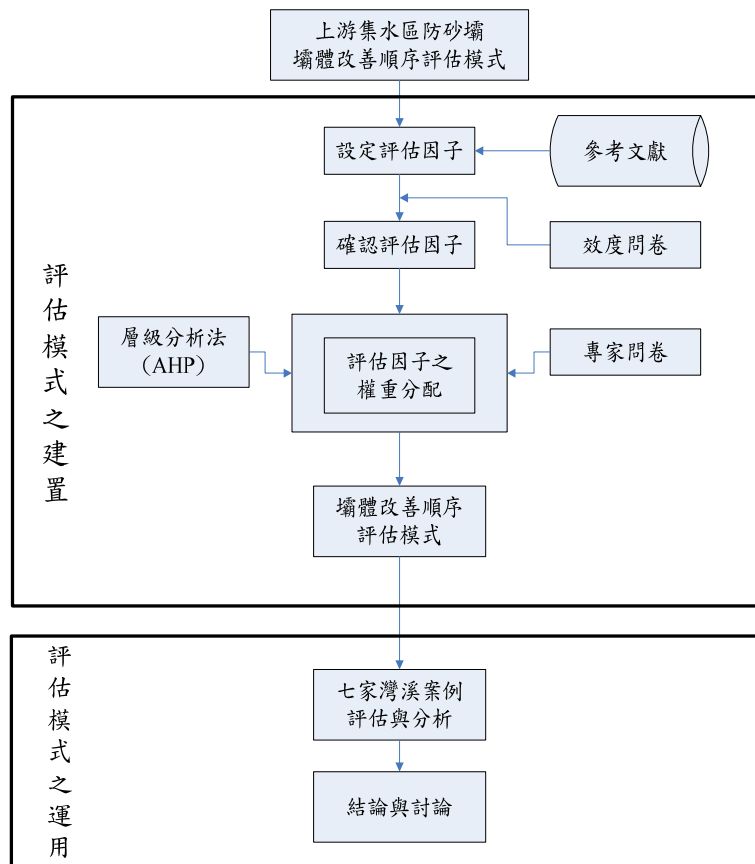 上游集水區防砂壩
壩體改善順序評估模式
評估模式之建置
設定評估因子
參考文獻
確認評估因子
效度問卷
層級分析法
（AHP）
評估因子之
權重分配
專家問卷
壩體改善順序
評估模式
評估模式之運用
七家灣溪案例
評估與分析
結論與討論